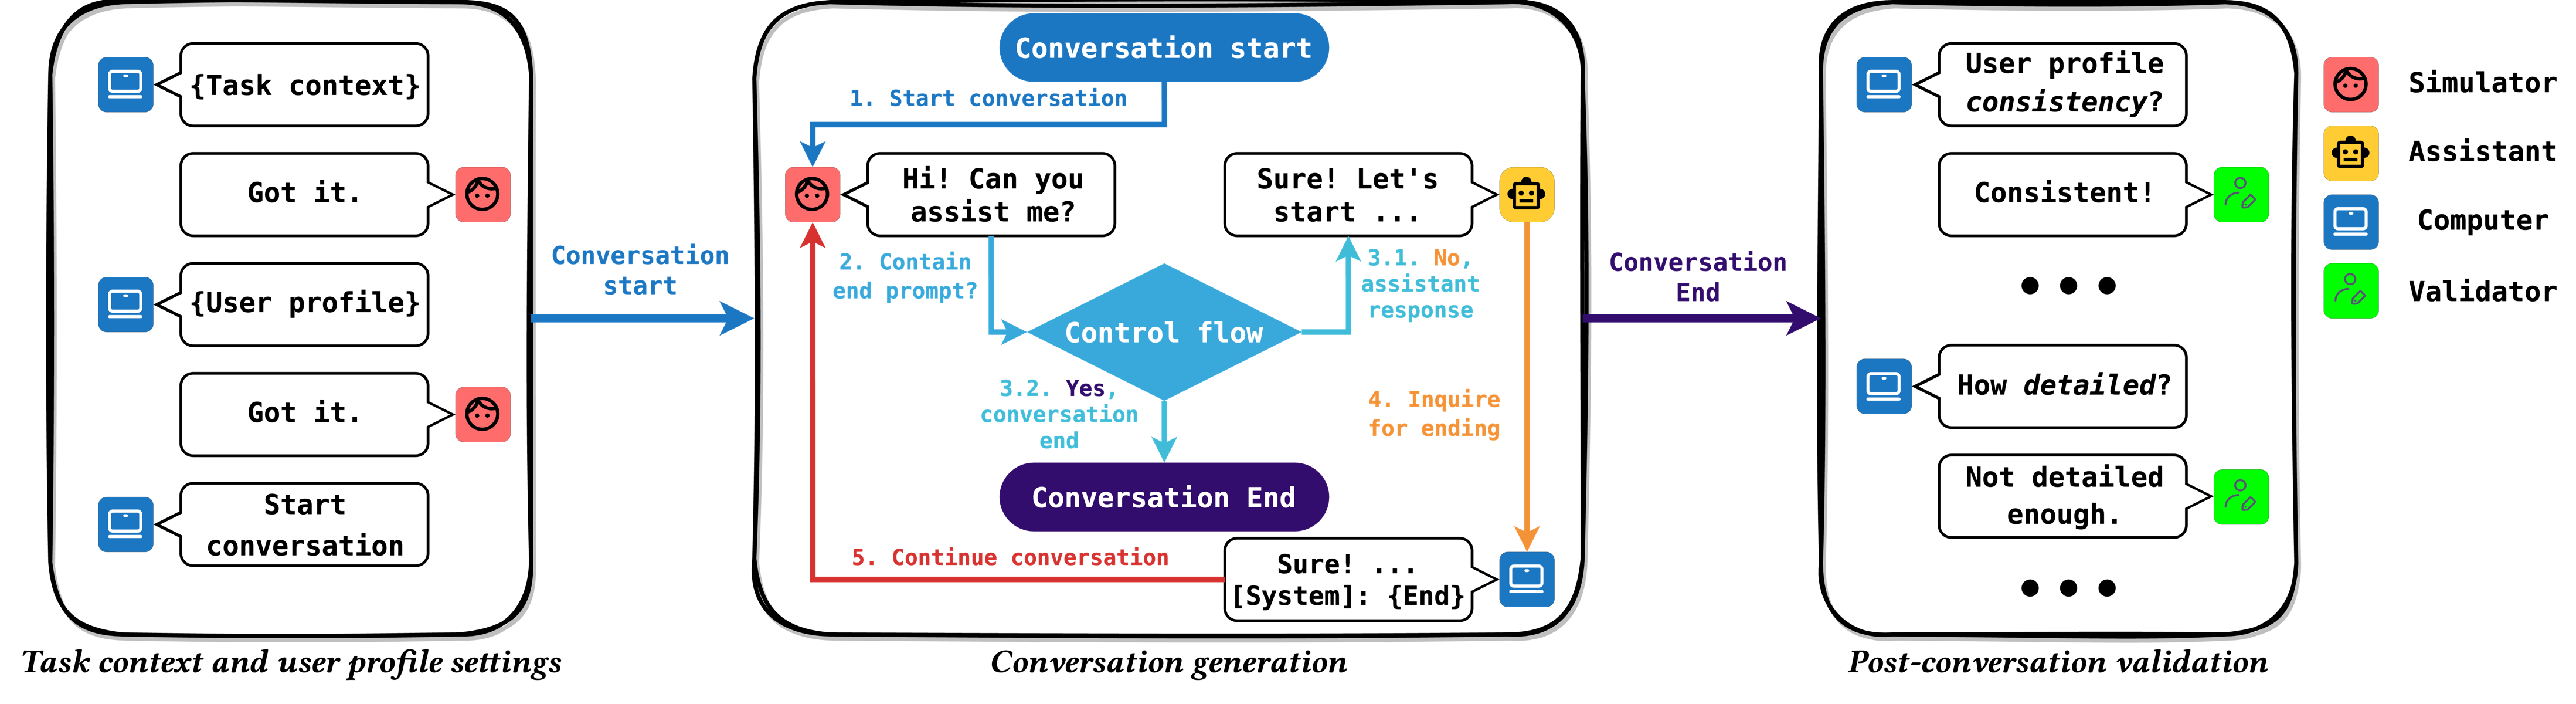 {Task context}
Got it.
{User profile}
Got it.
Start
conversation
Task context and user profile settings
Conversation
start
Conversation start
1. Start conversation
Hi! Can you
assist me?
Sure! Let's
start ...
2. Contain
end prompt?
3.1. No,
assistant
response
Control flow
3.2. Yes,
conversation
end
4. Inquire
for ending
Conversation End
5. Continue conversation
Sure! ...
[System]: {End}
Conversation generation
Conversation
End
User profile
consistency?
Consistent!
How detailed?
Not detailed
enough.
Post-conversation validation
Simulator
Assistant
Computer
Validator